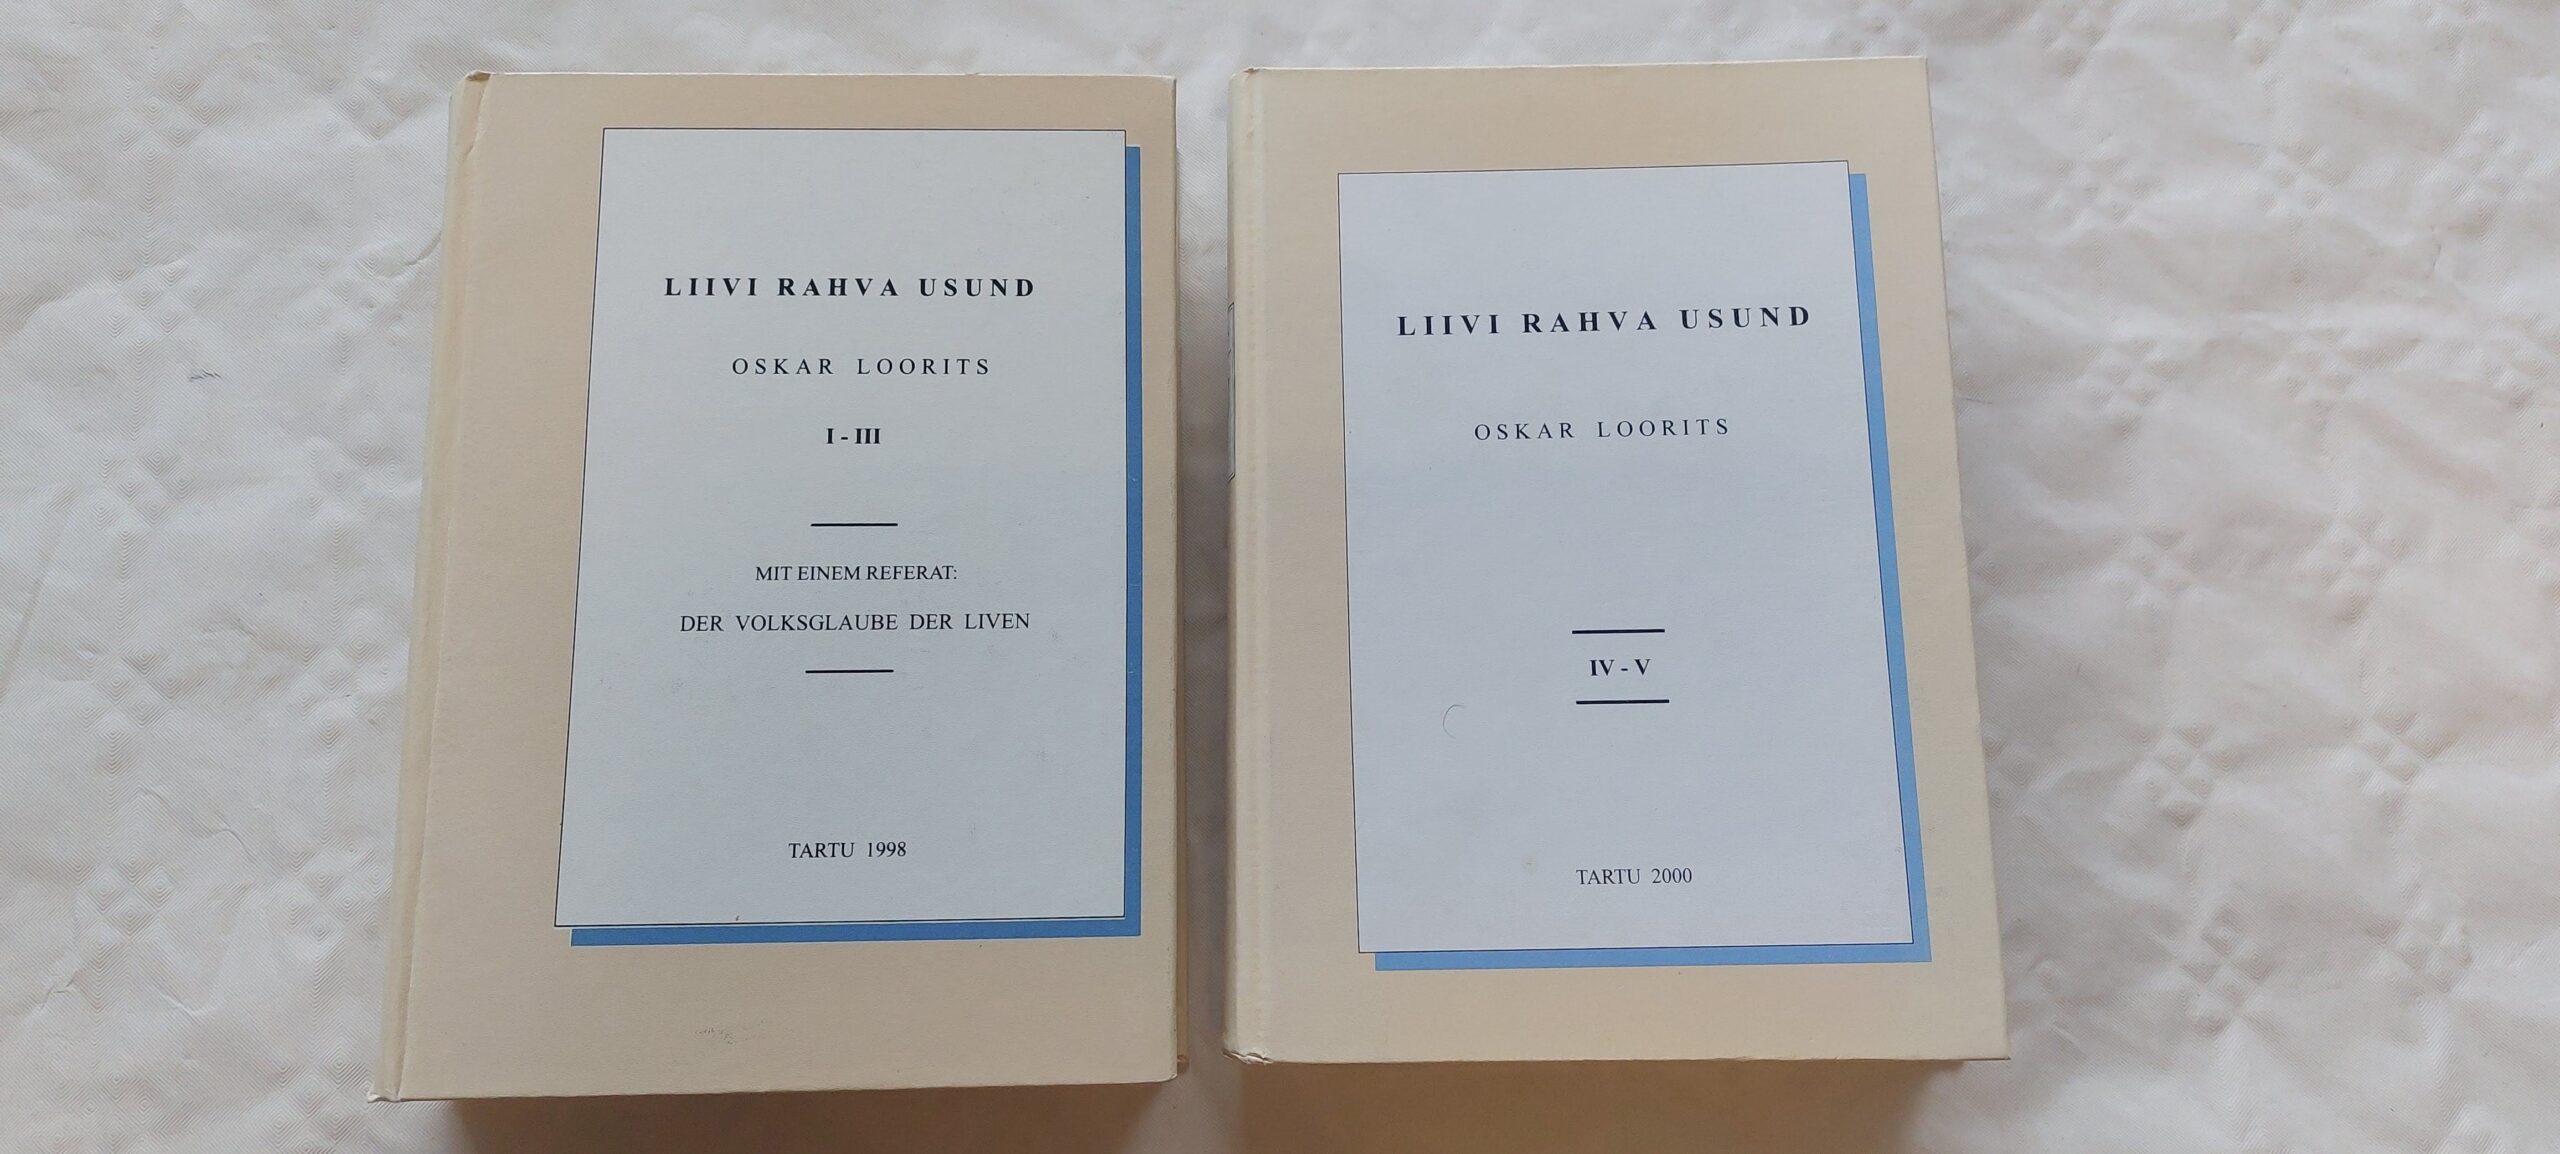 LIIVI RAHVA USUND
OSKAR LOORITS
I - III
MIT EINEM REFERAT:
DER VOLKSGLAUBE DER LIVEN
TARTU 1998
LIIVI RAHVA USUND
OSKAR LOORITS
IV - V
TARTU 2000